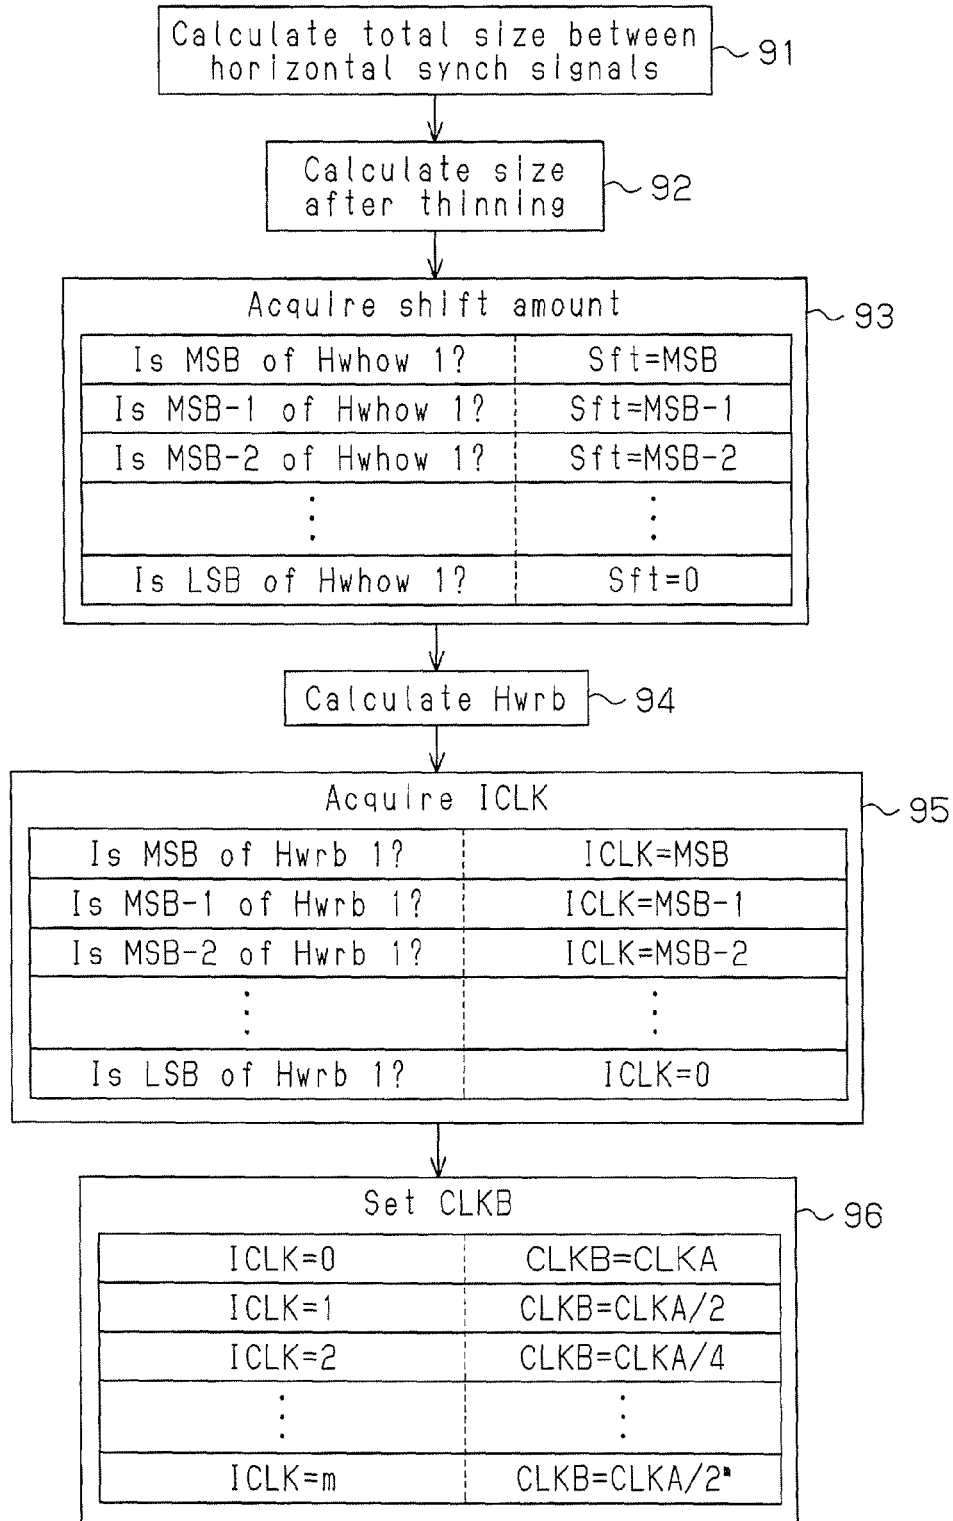 Calculate total size between
horizontal synch signals
91
Calculate size
after thinning
92
Acquire shift amount
93
Is MSB of Hwhow 1? Sft=MSB
Is MSB-1 of Hwhow 1? Sft=MSB-1
Is MSB-2 of Hwhow 1? Sft=MSB-2
Is LSB of Hwhow 1? Sft=0
Calculate Hwrb
94
Acquire ICLK
95
Is MSB of Hwrb 1? ICLK=MSB
Is MSB-1 of Hwrb 1? ICLK=MSB-1
Is MSB-2 of Hwrb 1? ICLK=MSB-2
Is LSB of Hwrb 1? ICLK=0
Set CLKB
96
ICLK=0 CLKB=CLKA
ICLK=1 CLKB=CLKA/2
ICLK=2 CLKB=CLKA/4
ICLK=m CLKB=CLKA/2ᵐ